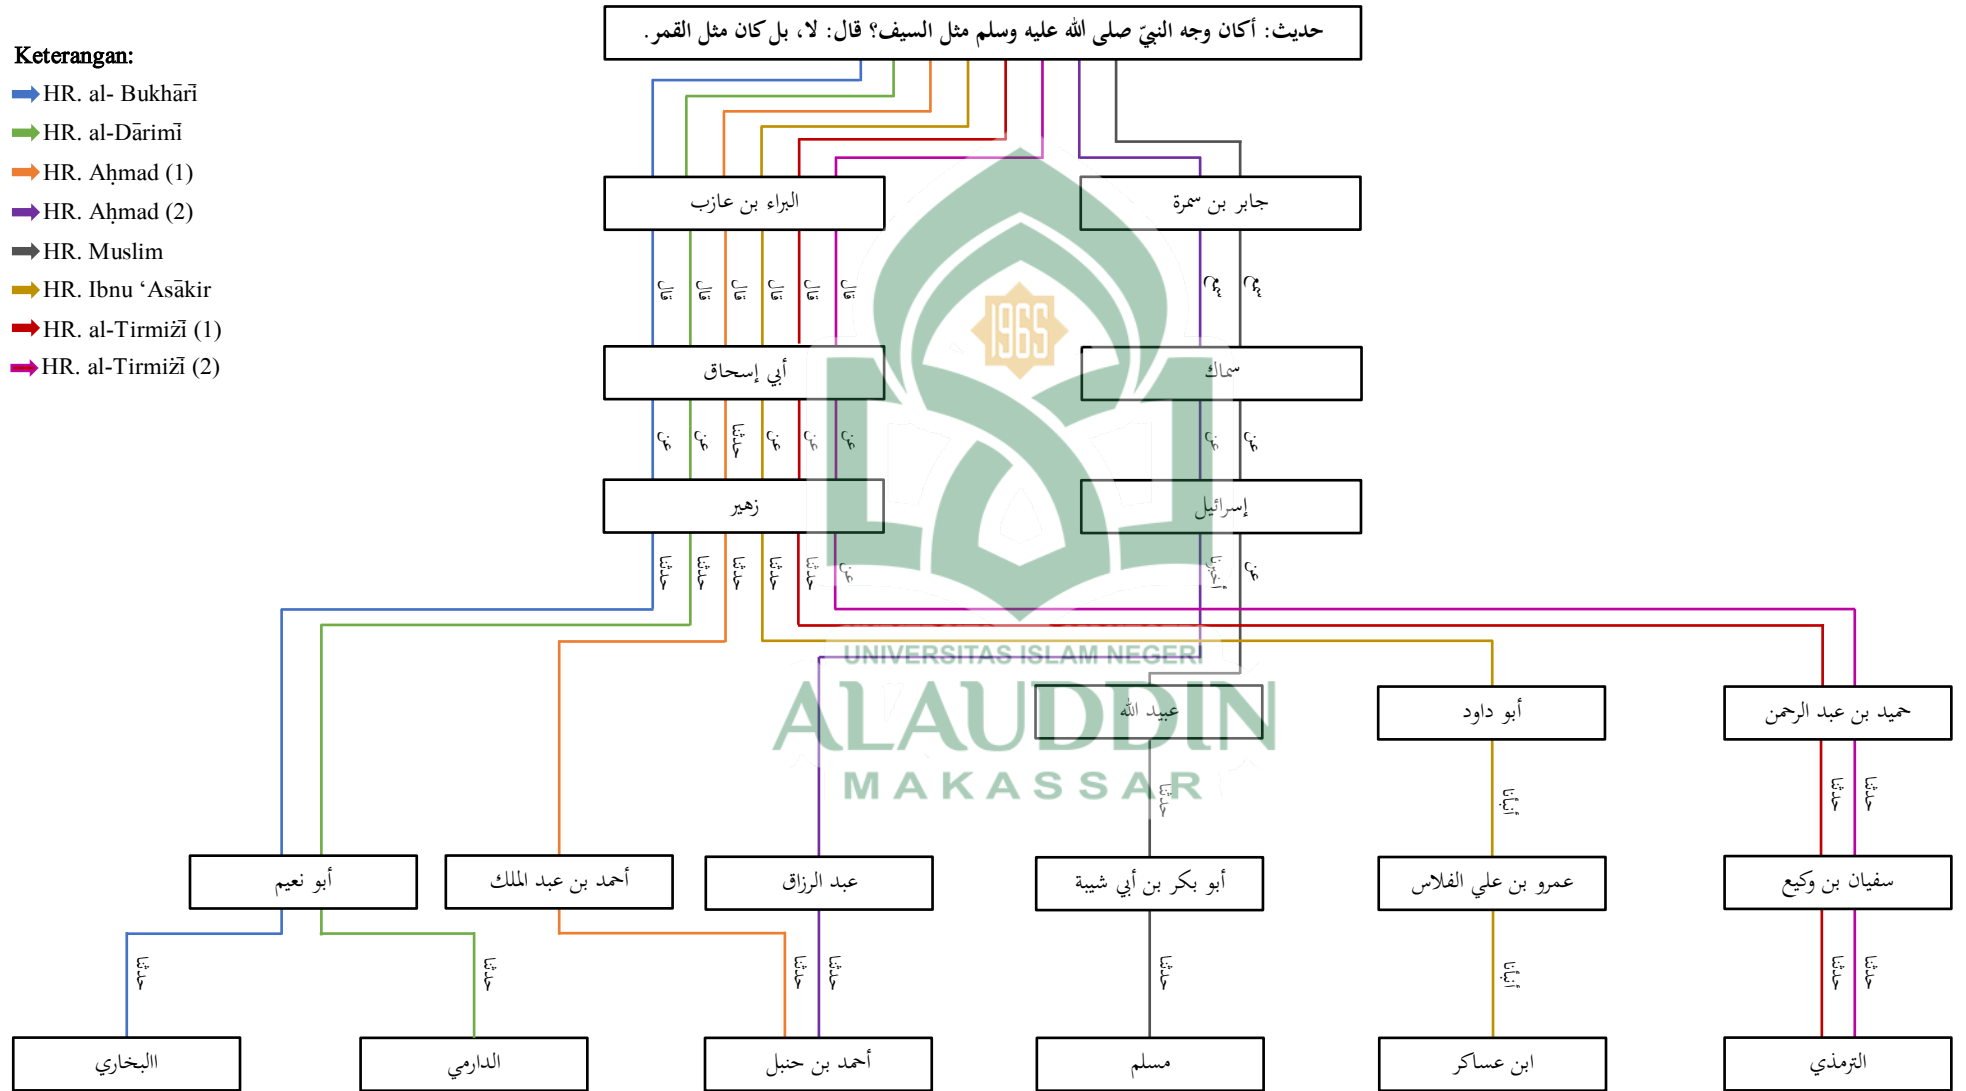 حديث: أكان وجه النبيّ صلى الله عليه وسلم مثل السيف؟ قال: لا، بل كان مثل القمر.
Keterangan:
HR. al- Bukhārī
HR. al-Dārimī
HR. Aḥmad (1)
HR. Aḥmad (2)
HR. Muslim
HR. Ibnu ‘Asākir
HR. al-Tirmiżī (1)
HR. al-Tirmiżī (2)
البراء بن عازب
جابر بن سمرة
قال
قال
قال
قال
قال
قال
سمع
سمع
1965
أبي إسحاق
سماك
عن
عن
حدثنا
عن
عن
عن
عن
عن
زهير
إسرائيل
حدثنا
حدثنا
حدثنا
حدثنا
حدثنا
عن
أخبرنا
عن
UNIVERSITAS ISLAM NEGERI
ALAUDDIN
MAKASSAR
عبيد الله
أبو داود
حميد بن عبد الرحمن
حدثنا
أنبأنا
حدثنا
حدثنا
أبو نعيم
أحمد بن عبد الملك
عبد الرزاق
أبو بكر بن أبي شيبة
عمرو بن علي الفلاس
سفيان بن وكيع
حدثنا
حدثنا
حدثنا
حدثنا
حدثنا
أنبأنا
حدثنا
حدثنا
االبخاري
الدارمي
أحمد بن حنبل
مسلم
ابن عساكر
الترمذي